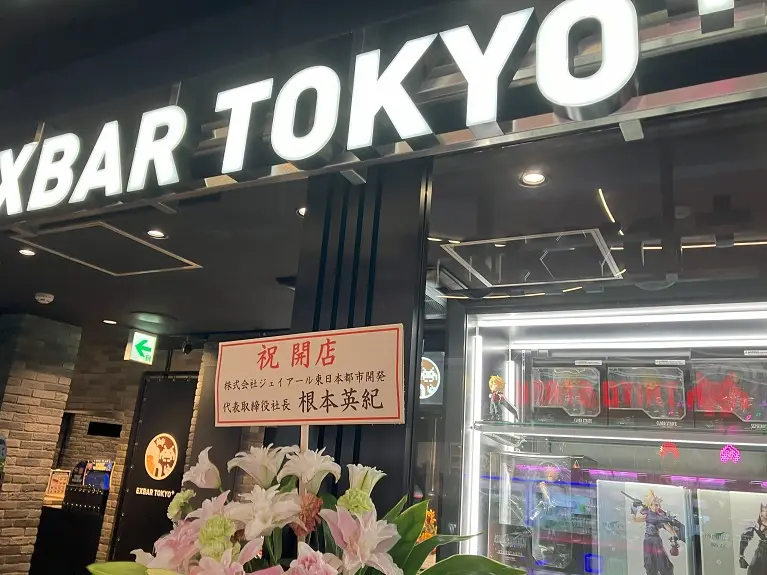 EXBAR TOKYO
祝 開店
株式会社ジェイアール東日本都市開発
代表取締役社長 根本英紀
EXBAR TOKYO